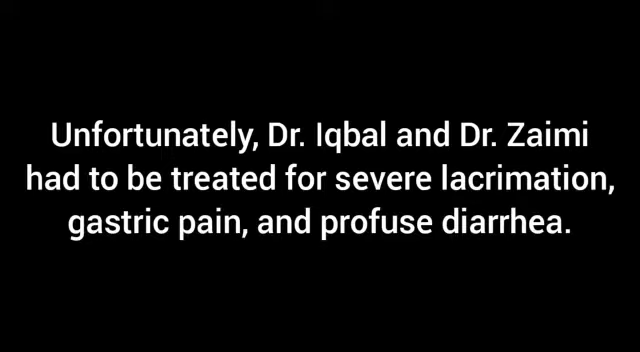 Unfortunately, Dr. Iqbal and Dr. Zaimi
had to be treated for severe lacrimation,
gastric pain, and profuse diarrhea.